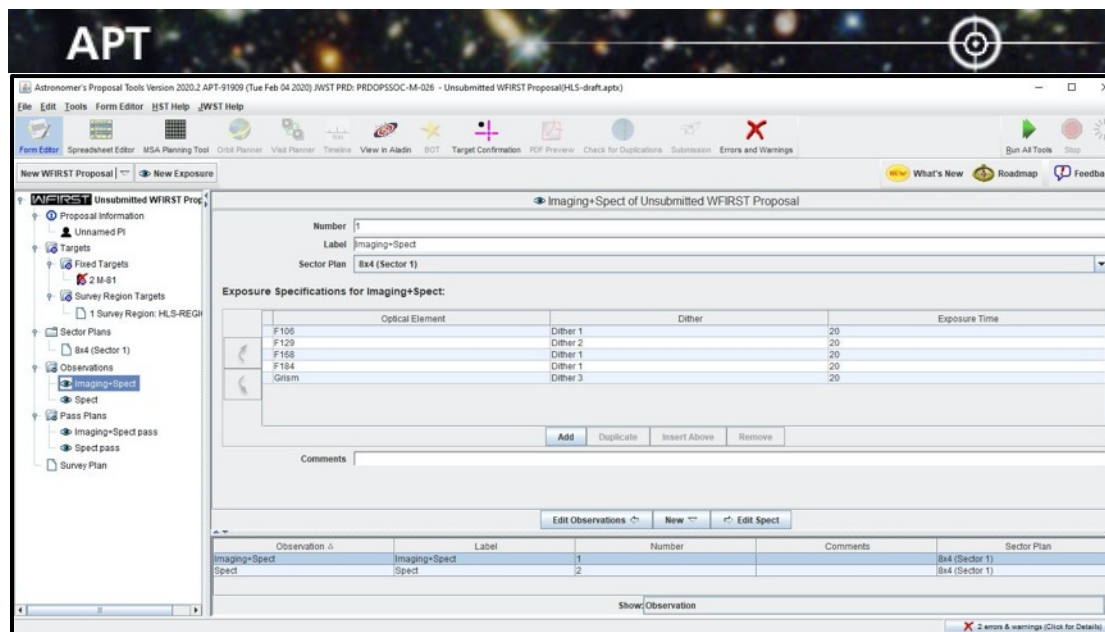 APT
Astronomer's Proposal Tools Version 2020.2 APT-91909 (Tue Feb 04 2020) JWST PRD: PRDOPSSOC-M-026 - Unsubmitted WFIRST Proposal(HLS-draft.aptx)
File Edit Tools Form Editor HST Help JWST Help
Form Editor Spreadsheet Editor MSA Planning Tool Orbit Planner Visit Planner Timeline View in Aladin BOT Target Confirmation PDF Preview Check for Duplications Submission Errors and Warnings Run All Tools Stop
New WFIRST Proposal New Exposure NEW What's New Roadmap Feedba
WFIRST Unsubmitted WFIRST Prop
Proposal Information
Unnamed PI
Targets
Fixed Targets
2 M-81
Survey Region Targets
1 Survey Region: HLS-REGI
Sector Plans
8x4 (Sector 1)
Observations
Imaging+Spect
Spect
Pass Plans
Imaging+Spect pass
Spect pass
Survey Plan
Imaging+Spect of Unsubmitted WFIRST Proposal
Number 1
Label Imaging+Spect
Sector Plan 8x4 (Sector 1)
Exposure Specifications for Imaging+Spect:
Optical Element Dither Exposure Time
F106 Dither 1 20
F129 Dither 2 20
F158 Dither 1 20
F184 Dither 1 20
Grism Dither 3 20
Add Duplicate Insert Above Remove
Comments
Edit Observations New Edit Spect
Observation Label Number Comments Sector Plan
Imaging+Spect Imaging+Spect 1 8x4 (Sector 1)
Spect Spect 2 8x4 (Sector 1)
Show: Observation
2 errors & warnings (Click for Details)